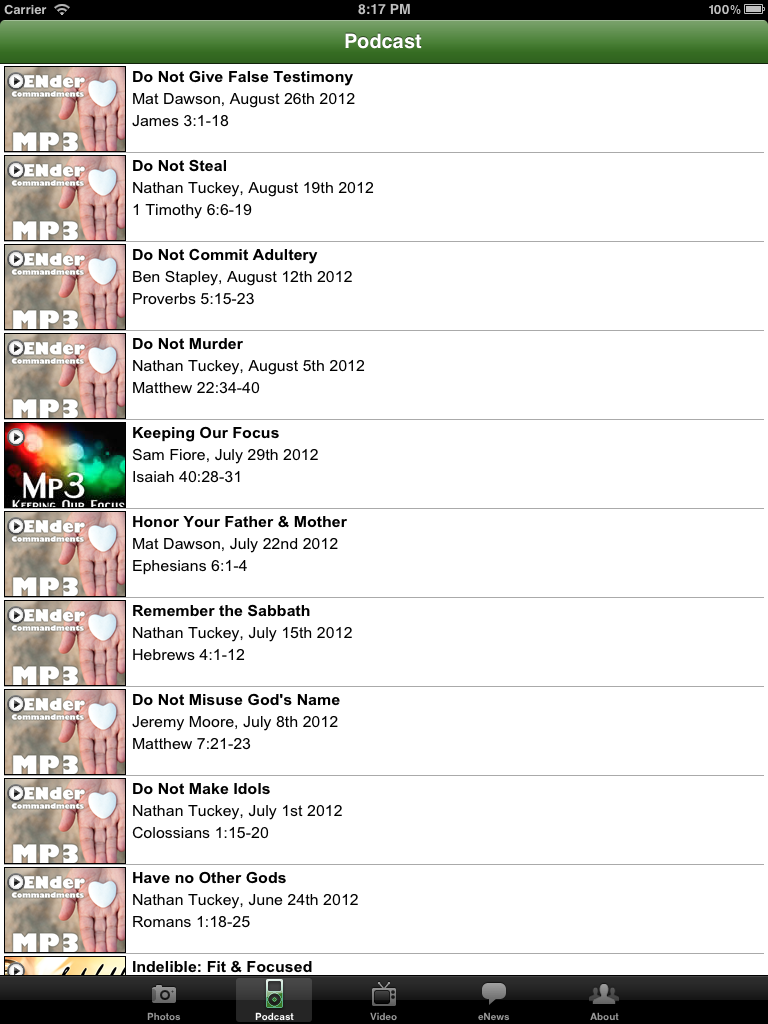 Carrier 8:17 PM 100%
Podcast
ENder
Commandments
MP3
Do Not Give False Testimony
Mat Dawson, August 26th 2012
James 3:1-18
ENder
Commandments
MP3
Do Not Steal
Nathan Tuckey, August 19th 2012
1 Timothy 6:6-19
ENder
Commandments
MP3
Do Not Commit Adultery
Ben Stapley, August 12th 2012
Proverbs 5:15-23
ENder
Commandments
MP3
Do Not Murder
Nathan Tuckey, August 5th 2012
Matthew 22:34-40
Mp3
Keeping Our Focus
Keeping Our Focus
Sam Fiore, July 29th 2012
Isaiah 40:28-31
ENder
Commandments
MP3
Honor Your Father & Mother
Mat Dawson, July 22nd 2012
Ephesians 6:1-4
ENder
Commandments
MP3
Remember the Sabbath
Nathan Tuckey, July 15th 2012
Hebrews 4:1-12
ENder
Commandments
MP3
Do Not Misuse God's Name
Jeremy Moore, July 8th 2012
Matthew 7:21-23
ENder
Commandments
MP3
Do Not Make Idols
Nathan Tuckey, July 1st 2012
Colossians 1:15-20
ENder
Commandments
MP3
Have no Other Gods
Nathan Tuckey, June 24th 2012
Romans 1:18-25
Indelible: Fit & Focused
Photos Podcast Video eNews About